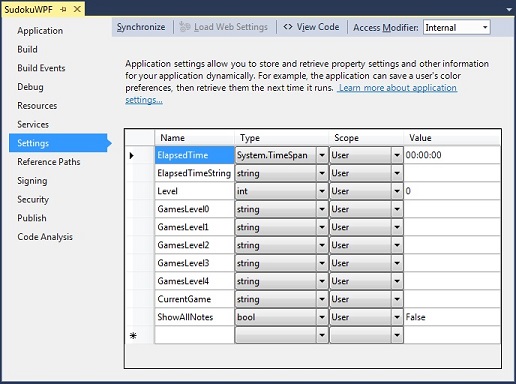 SudokuWPF
Application
Build
Build Events
Debug
Resources
Services
Settings
Reference Paths
Signing
Security
Publish
Code Analysis
Synchronize Load Web Settings View Code Access Modifier: Internal
Application settings allow you to store and retrieve property settings and other information
for your application dynamically. For example, the application can save a user's color
preferences, then retrieve them the next time it runs. Learn more about application
settings...
Name Type Scope Value
ElapsedTime System.TimeSpan User 00:00:00
ElapsedTimeString string User
Level int User 0
GamesLevel0 string User
GamesLevel1 string User
GamesLevel2 string User
GamesLevel3 string User
GamesLevel4 string User
CurrentGame string User
ShowAllNotes bool User False